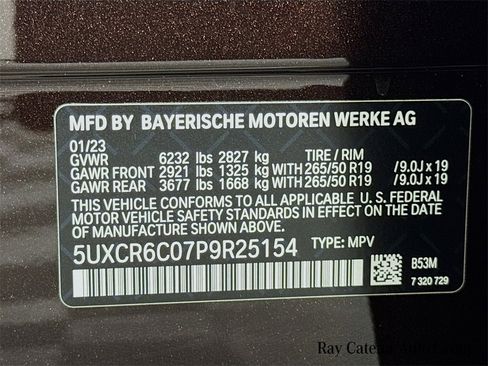 MFD BY BAYERISCHE MOTOREN WERKE AG
01/23
GVWR 6232 lbs 2827 kg TIRE / RIM
GAWR FRONT 2921 lbs 1325 kg WITH 265/50 R19 / 9.0J x 19
GAWR REAR 3677 lbs 1668 kg WITH 265/50 R19 / 9.0J x 19
THIS VEHICLE CONFORMS TO ALL APPLICABLE U. S. FEDERAL
MOTOR VEHICLE SAFETY STANDARDS IN EFFECT ON THE DATE
OF MANUFACTURE SHOWN ABOVE.
5UXCR6C07P9R25154 TYPE: MPV
B53M
7 320 729
Ray